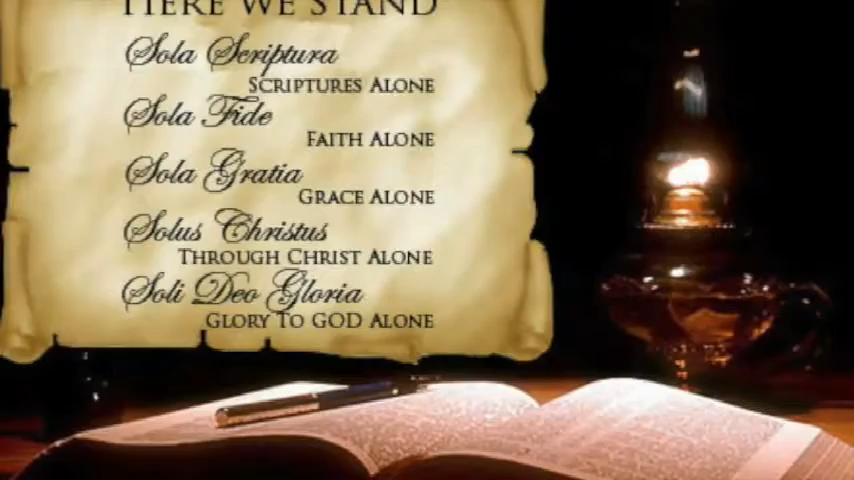 HERE WE STAND
Sola Scriptura
SCRIPTURES ALONE
Sola Fide
FAITH ALONE
Sola Gratia
GRACE ALONE
Solus Christus
THROUGH CHRIST ALONE
Soli Deo Gloria
GLORY TO GOD ALONE